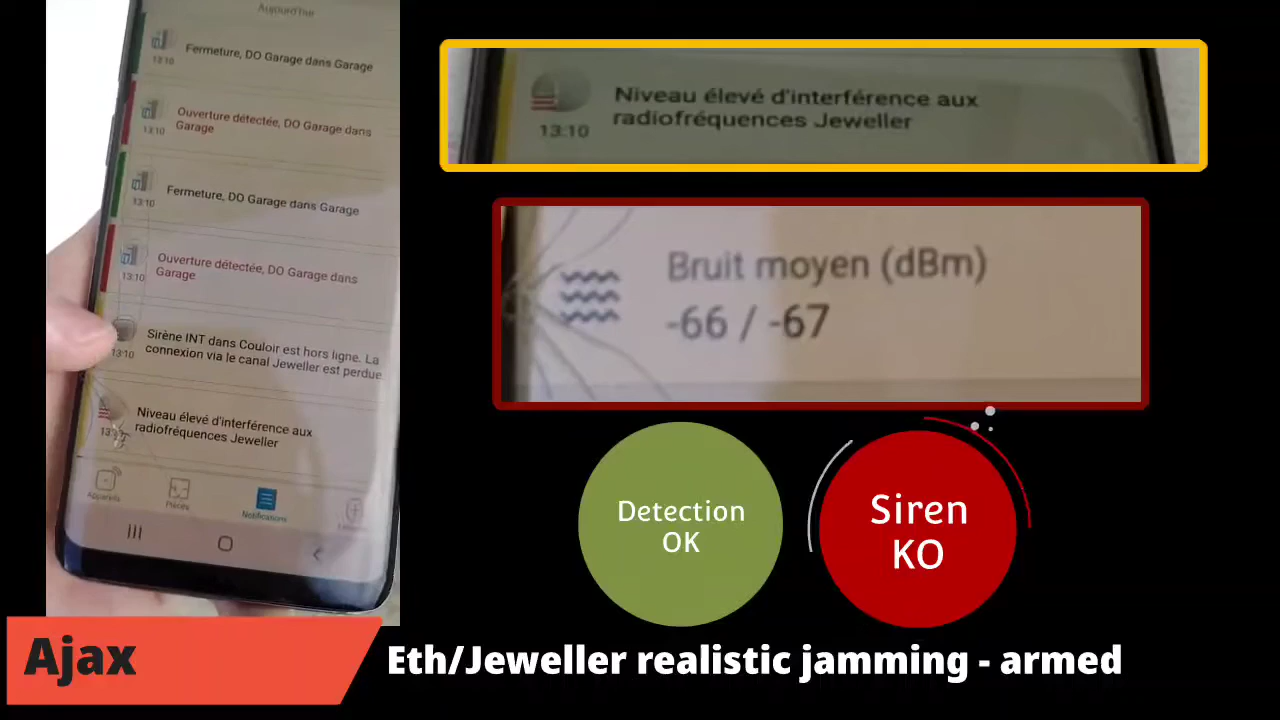 Aujourd'hui
Fermeture, DO Garage dans Garage
13:10
Ouverture détectée, DO Garage dans
Garage
13:10
Fermeture, DO Garage dans Garage
13:10
Ouverture détectée, DO Garage dans
Garage
13:10
Sirène INT dans Couloir est hors ligne. La
connexion via le canal Jeweller est perdue
13:10
Niveau élevé d'interférence aux
radiofréquences Jeweller
Appareils
Pièces
Notifications
Niveau élevé d'interférence aux
radiofréquences Jeweller
13:10
Bruit moyen (dBm)
-66 / -67
Detection
OK
Siren
KO
Ajax
Eth/Jeweller realistic jamming - armed